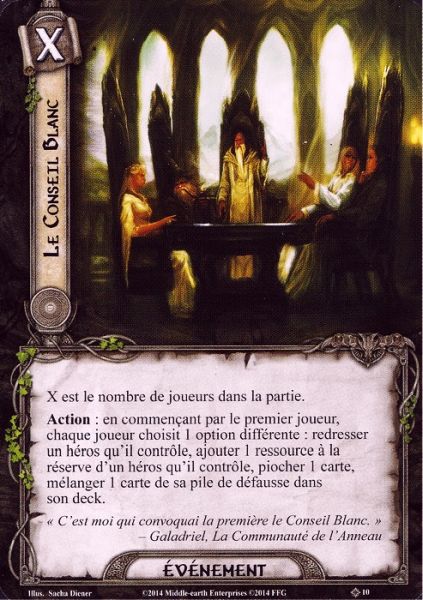 X
Le Conseil Blanc
X est le nombre de joueurs dans la partie.
Action : en commençant par le premier joueur,
chaque joueur choisit 1 option différente : redresser
un héros qu'il contrôle, ajouter 1 ressource à la
réserve d'un héros qu'il contrôle, piocher 1 carte,
mélanger 1 carte de sa pile de défausse dans
son deck.
« C'est moi qui convoquai la première le Conseil Blanc. »
– Galadriel, La Communauté de l'Anneau
ÉVÉNEMENT
Illus. Sacha Diener ©2014 Middle-earth Enterprises ©2014 FFG 10